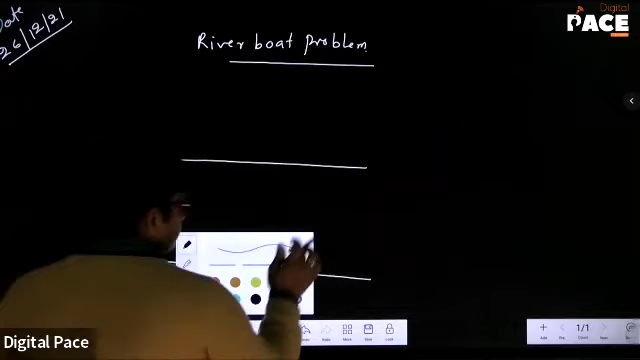 Date
26/12/21
River boat problem
Digital
PACE
+
1/1
Digital Pace